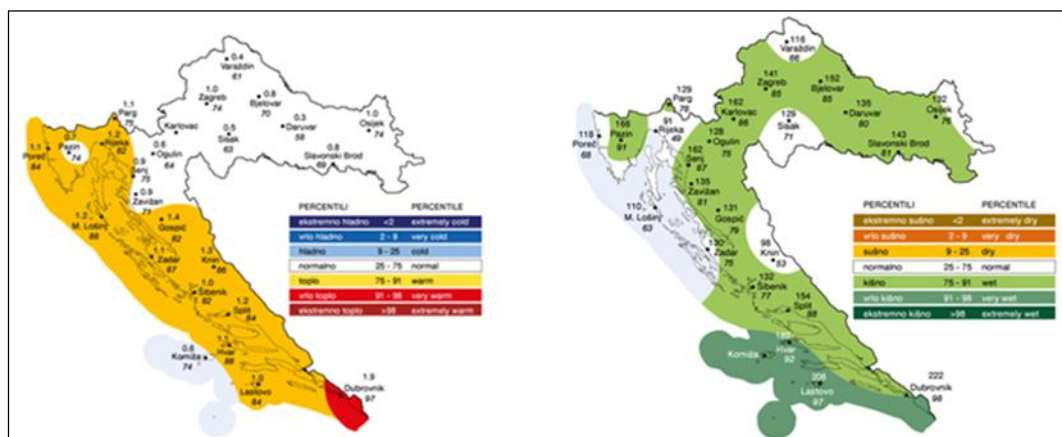 0.4
Varaždin
61
1.0
Zagreb
74
0.8
Bjelovar
70
1.0
Osijek
74
1.1
Parg
75
Karlovac
0.3
Daruvar
58
0.5
Sisak
63
0.7
Pazin
74
1.2
Rijeka
82
0.6
Ogulin
64
0.8
Slavonski Brod
69
1.1
Poreč
84
0.9
Senj
0.9
Zavižan
1.2
M. Lošinj
88
1.4
Gospić
82
1.1
Zadar
87
1.3
Knin
86
1.0
Šibenik
82
1.2
Split
84
1.1
Hvar
88
0.6
Komiža
74
1.0
Lastovo
84
1.9
Dubrovnik
97
PERCENTILI PERCENTILE
ekstremno hladno <2 extremely cold
vrlo hladno 2 - 9 very cold
hladno 9 - 25 cold
normalno 25 - 75 normal
toplo 75 - 91 warm
vrlo toplo 91 - 98 very warm
ekstremno toplo >98 extremely warm
116
Varaždin
66
141
Zagreb
85
152
Bjelovar
85
129
Parg
78
162
Karlovac
86
135
Daruvar
80
132
Osijek
76
129
Sisak
71
118
Poreč
68
Pazin
91
91
Rijeka
49
128
Ogulin
75
143
Slavonski Brod
81
162
Senj
87
135
Zavižan
81
110
M. Lošinj
63
131
Gospić
79
130
Zadar
75
98
Knin
53
132
Šibenik
77
154
Split
88
Hvar
92
Komiža
206
Lastovo
97
222
Dubrovnik
98
PERCENTILI PERCENTILE
ekstremno sušno <2 extremely dry
vrlo sušno 2 - 9 very dry
sušno 9 - 25 dry
normalno 25 - 75 normal
kišno 75 - 91 wet
vrlo kišno 91 - 98 very wet
ekstremno kišno >98 extremely wet